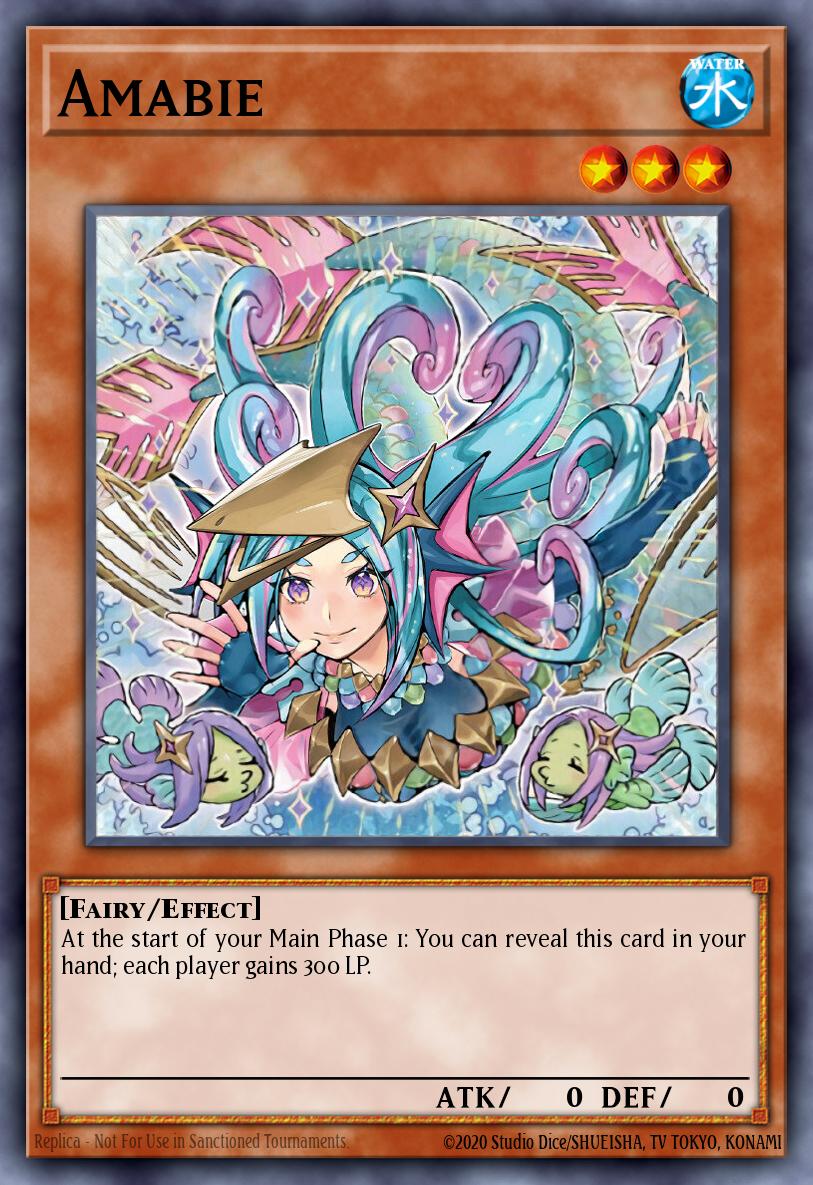 Amabie
WATER
水
[Fairy/Effect]
At the start of your Main Phase 1: You can reveal this card in your
hand; each player gains 300 LP.
ATK/ 0 DEF/ 0
Replica - Not For Use in Sanctioned Tournaments.
©2020 Studio Dice/SHUEISHA, TV TOKYO, KONAMI